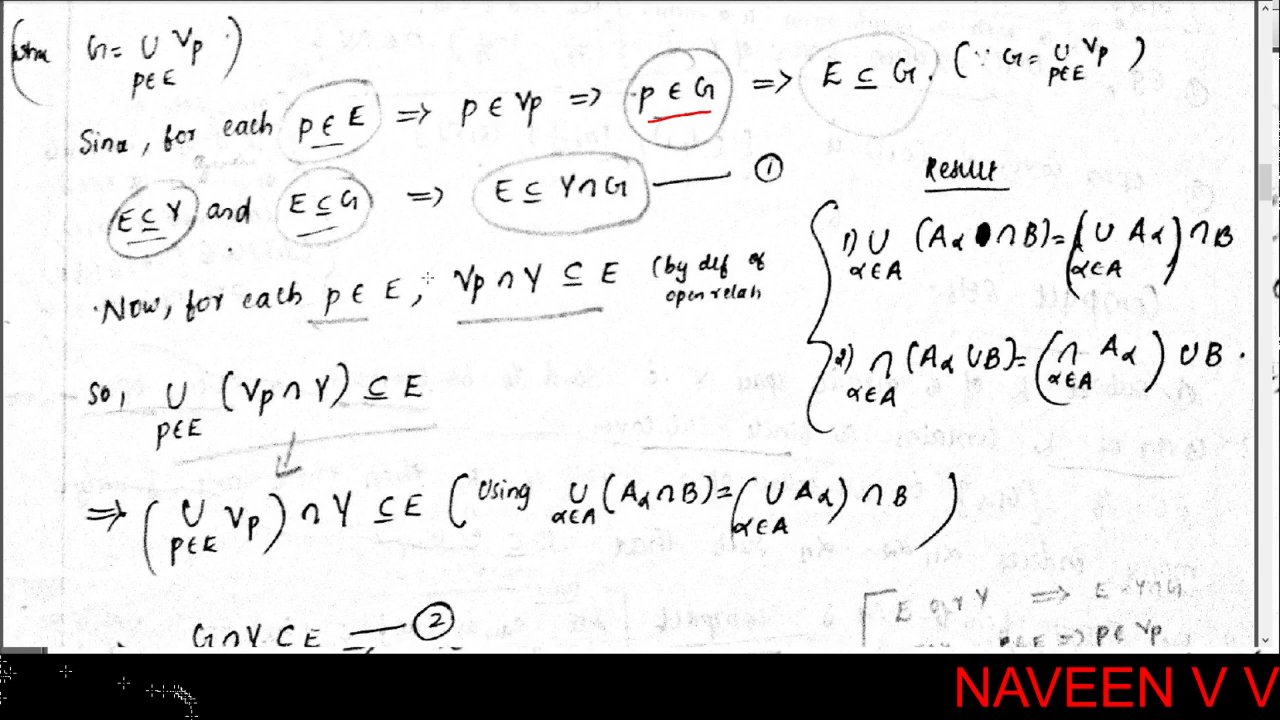 G = ∪ Vp )
p∈E
Since, for each p ∈ E ⟹ p ∈ Vp ⟹ p ∈ G ⟹ E ⊆ G. (∵ G = ∪ Vp )
p∈E
E ⊆ Y and E ⊆ G ⟹ E ⊆ Y ∩ G —— ①
Now, for each p ∈ E, Vp ∩ Y ⊆ E (by def of
open relatn
So, ∪ (Vp ∩ Y) ⊆ E
p∈E
⟹ ( ∪ Vp ) ∩ Y ⊆ E ( Using ∪ (Aα ∩ B) = ( ∪ Aα ) ∩ B )
p∈E α∈A α∈A
G ∩ Y ⊆ E —— ②
Result
1) ∪ (Aα ∩ B) = ( ∪ Aα ) ∩ B
α∈A α∈A
2) ∩ (Aα ∪ B) = ( ∩ Aα ) ∪ B .
α∈A α∈A
NAVEEN V V